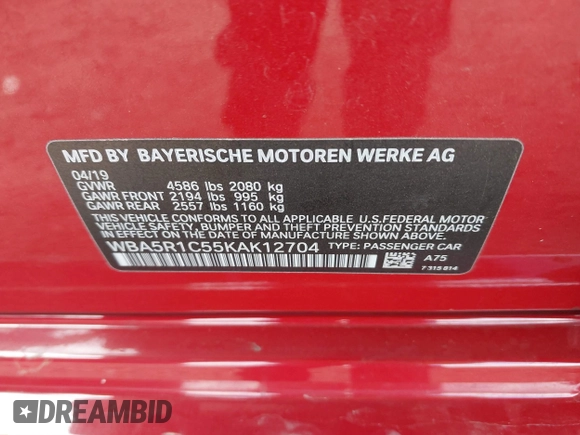 MFD BY BAYERISCHE MOTOREN WERKE AG
04/19
GVWR 4586 lbs 2080 kg
GAWR FRONT 2194 lbs 995 kg
GAWR REAR 2557 lbs 1160 kg
THIS VEHICLE CONFORMS TO ALL APPLICABLE U.S.FEDERAL MOTOR
VEHICLE SAFETY, BUMPER AND THEFT PREVENTION
STANDARDS IN EFFECT ON THE DATE OF MANUFACTURE SHOWN ABOVE.
WBA5R1C55KAK12704 TYPE: PASSENGER CAR
A75
7 315 814
DREAMBID